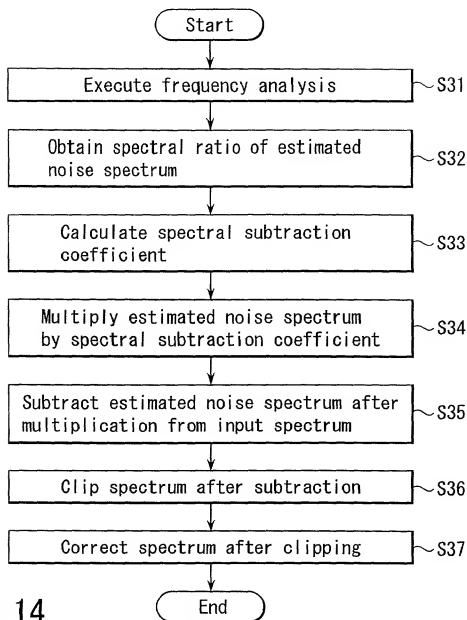 Start
Execute frequency analysis
S31
Obtain spectral ratio of estimated
noise spectrum
S32
Calculate spectral subtraction
coefficient
S33
Multiply estimated noise spectrum
by spectral subtraction coefficient
S34
Subtract estimated noise spectrum after
multiplication from input spectrum
S35
Clip spectrum after subtraction
S36
Correct spectrum after clipping
S37
End
14